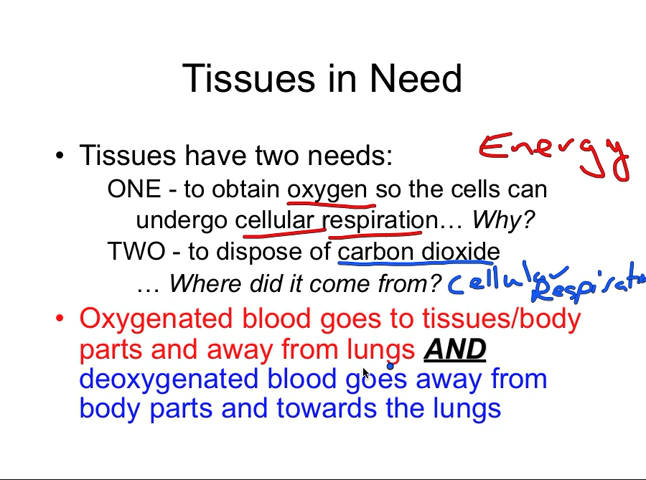 Tissues in Need
Energy
• Tissues have two needs:
ONE - to obtain oxygen so the cells can
undergo cellular respiration… Why?
TWO - to dispose of carbon dioxide
… Where did it come from? Cellular
Respirat
• Oxygenated blood goes to tissues/body
parts and away from lungs AND
deoxygenated blood goes away from
body parts and towards the lungs